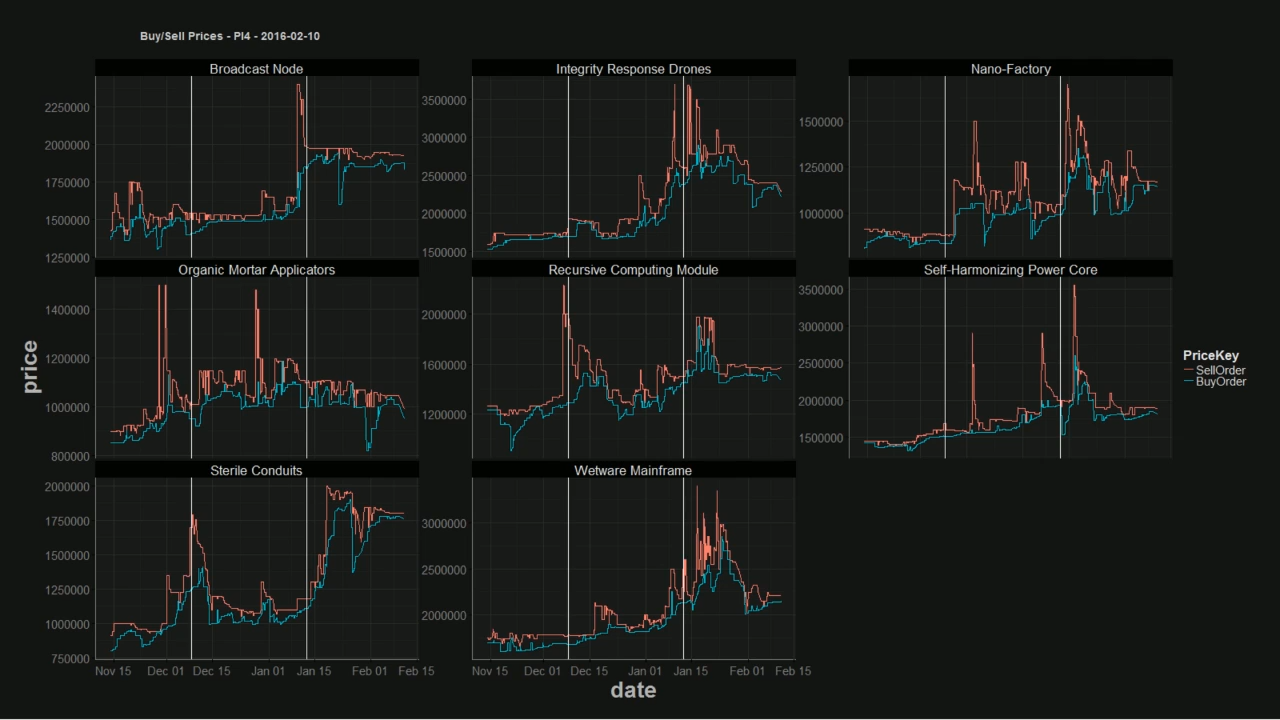 Buy/Sell Prices - PI4 - 2016-02-10
Broadcast Node
Integrity Response Drones
Nano-Factory
2250000
2000000
1750000
1500000
1250000
3500000
3000000
2500000
2000000
1500000
1500000
1250000
1000000
Organic Mortar Applicators
Recursive Computing Module
Self-Harmonizing Power Core
1400000
1200000
1000000
800000
2000000
1600000
1200000
3500000
3000000
2500000
2000000
1500000
price
PriceKey
SellOrder
BuyOrder
Sterile Conduits
Wetware Mainframe
2000000
1750000
1500000
1250000
1000000
750000
3000000
2500000
2000000
Nov 15 Dec 01 Dec 15 Jan 01 Jan 15 Feb 01 Feb 15
Nov 15 Dec 01 Dec 15 Jan 01 Jan 15 Feb 01 Feb 15
date